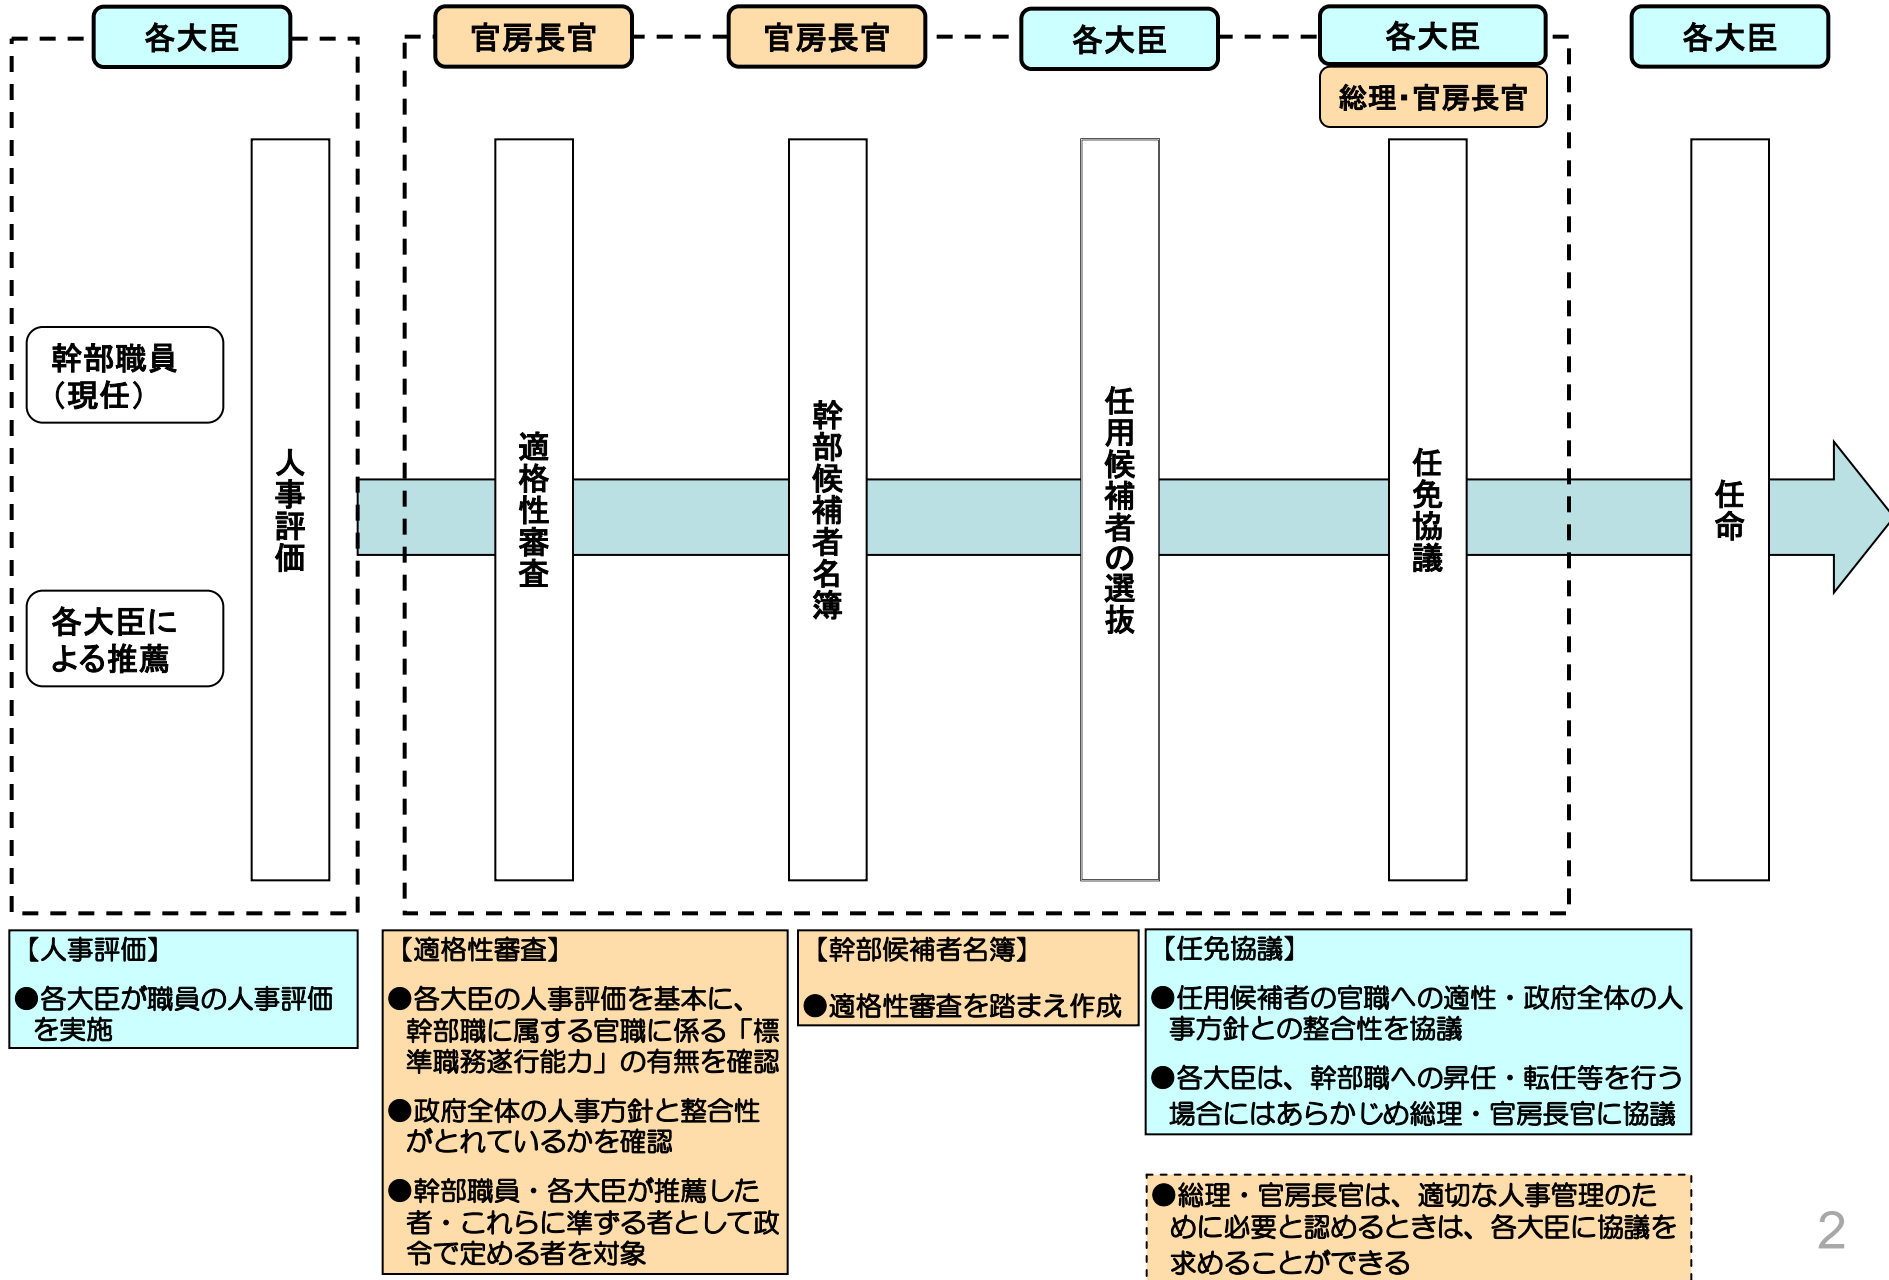 各大臣
官房長官
官房長官
各大臣
各大臣
総理・官房長官
各大臣
幹部職員
（現任）
各大臣に
よる推薦
人事評価
適格性審査
幹部候補者名簿
任用候補者の選抜
任免協議
任命
【人事評価】
●各大臣が職員の人事評価
を実施
【適格性審査】
●各大臣の人事評価を基本に、
幹部職に属する官職に係る「標
準職務遂行能力」の有無を確認
●政府全体の人事方針と整合性
がとれているかを確認
●幹部職員・各大臣が推薦した
者・これらに準ずる者として政
令で定める者を対象
【幹部候補者名簿】
●適格性審査を踏まえ作成
【任免協議】
●任用候補者の官職への適性・政府全体の人
事方針との整合性を協議
●各大臣は、幹部職への昇任・転任等を行う
場合にはあらかじめ総理・官房長官に協議
●総理・官房長官は、適切な人事管理のた
めに必要と認めるときは、各大臣に協議を
求めることができる
2